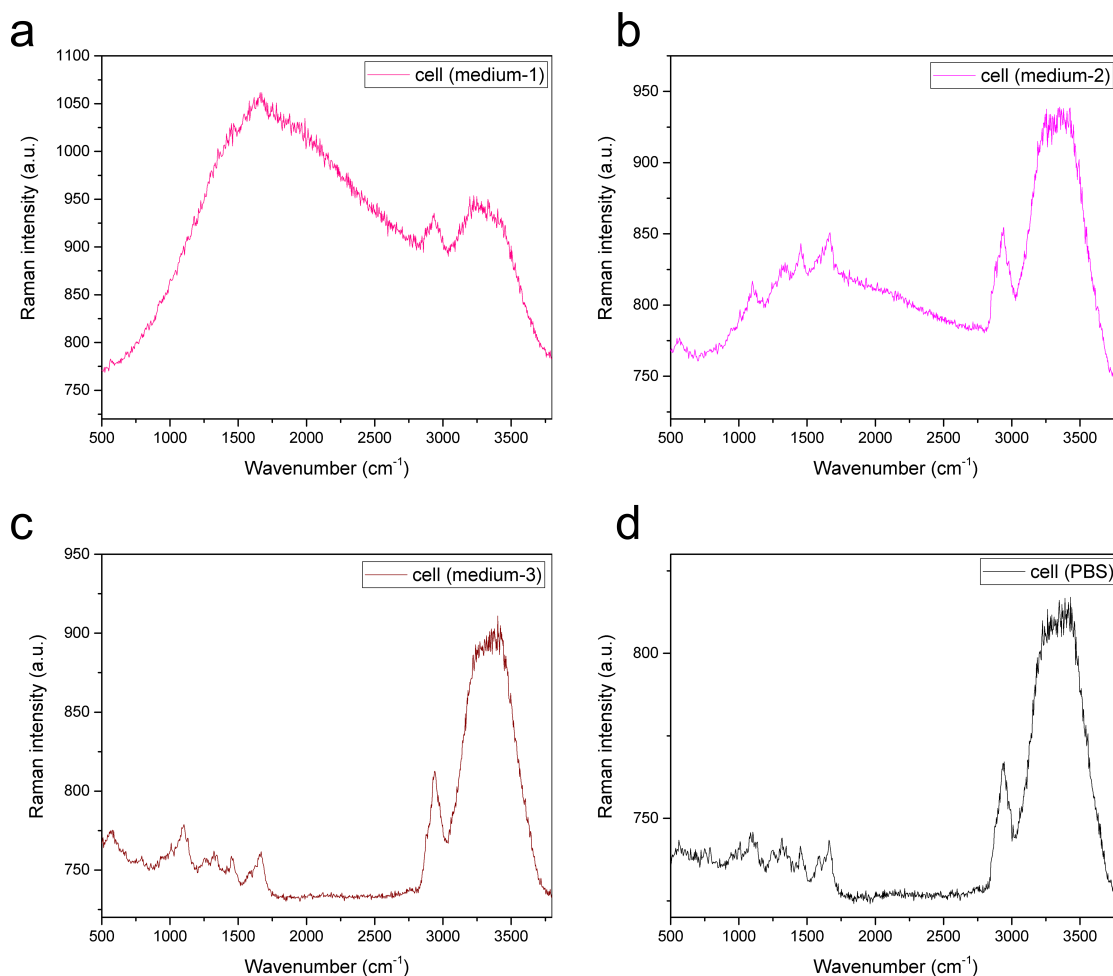 a
cell (medium-1)
Raman intensity (a.u.)
1100
1050
1000
950
900
850
800
750
500 1000 1500 2000 2500 3000 3500
Wavenumber (cm⁻¹)
b
cell (medium-2)
Raman intensity (a.u.)
950
900
850
800
750
500 1000 1500 2000 2500 3000 3500
Wavenumber (cm⁻¹)
c
cell (medium-3)
Raman intensity (a.u.)
950
900
850
800
750
500 1000 1500 2000 2500 3000 3500
Wavenumber (cm⁻¹)
d
cell (PBS)
Raman intensity (a.u.)
800
750
500 1000 1500 2000 2500 3000 3500
Wavenumber (cm⁻¹)